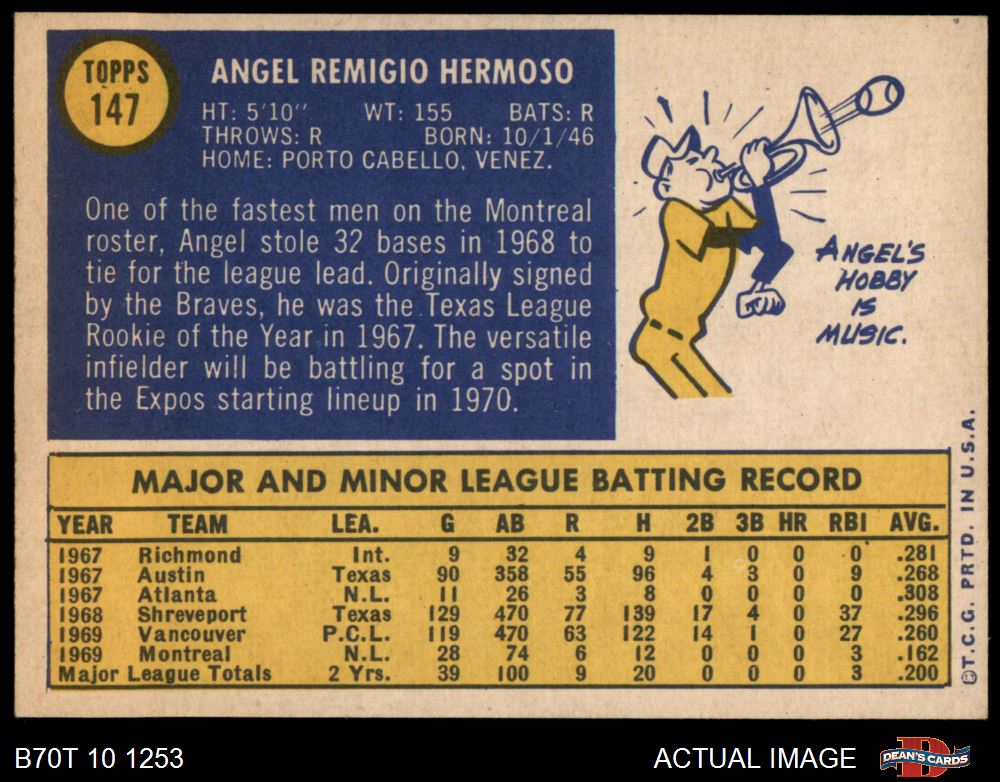 TOPPS
147
ANGEL REMIGIO HERMOSO
HT: 5'10" WT: 155 BATS: R
THROWS: R BORN: 10/1/46
HOME: PORTO CABELLO, VENEZ.
One of the fastest men on the Montreal
roster, Angel stole 32 bases in 1968 to
tie for the league lead. Originally signed
by the Braves, he was the Texas League
Rookie of the Year in 1967. The versatile
infielder will be battling for a spot in
the Expos starting lineup in 1970.
ANGEL'S
HOBBY
IS
MUSIC.
MAJOR AND MINOR LEAGUE BATTING RECORD
YEAR TEAM LEA. G AB R H 2B 3B HR RBI AVG.
1967 Richmond Int. 9 32 4 9 1 0 0 0 .281
1967 Austin Texas 90 358 55 96 4 3 0 9 .268
1967 Atlanta N.L. 11 26 3 8 0 0 0 0 .308
1968 Shreveport Texas 129 470 77 139 17 4 0 37 .296
1969 Vancouver P.C.L. 119 470 63 122 14 1 0 27 .260
1969 Montreal N.L. 28 74 6 12 0 0 0 3 .162
Major League Totals 2 Yrs. 39 100 9 20 0 0 0 3 .200
©T.C.G. PRTD. IN U.S.A.
B70T 10 1253
ACTUAL IMAGE
DEAN'S CARDS